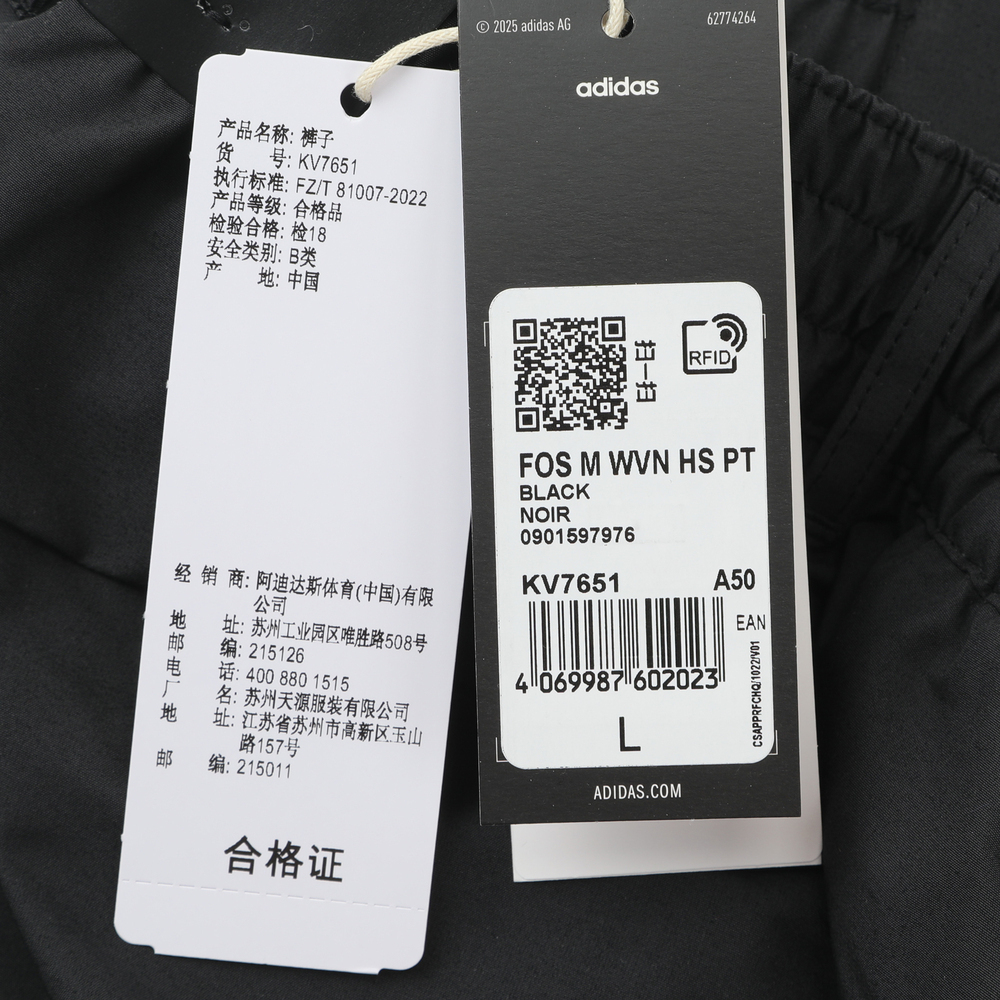 产品名称: 裤子
货 号: KV7651
执行标准: FZ/T 81007-2022
产品等级: 合格品
检验合格: 检18
安全类别: B类
产 地: 中国
经 销 商: 阿迪达斯体育(中国)有限
公司
地 址: 苏州工业园区唯胜路508号
邮 编: 215126
电 话: 400 880 1515
厂 名: 苏州天源服装有限公司
地 址: 江苏省苏州市高新区玉山
路157号
邮 编: 215011
合格证
© 2025 adidas AG
62774264
adidas
扫一扫
RFID
FOS M WVN HS PT
BLACK
NOIR
0901597976
KV7651 A50
EAN
4 069987 602023
CSAPPRFCHQ/1022/V01
L
ADIDAS.COM